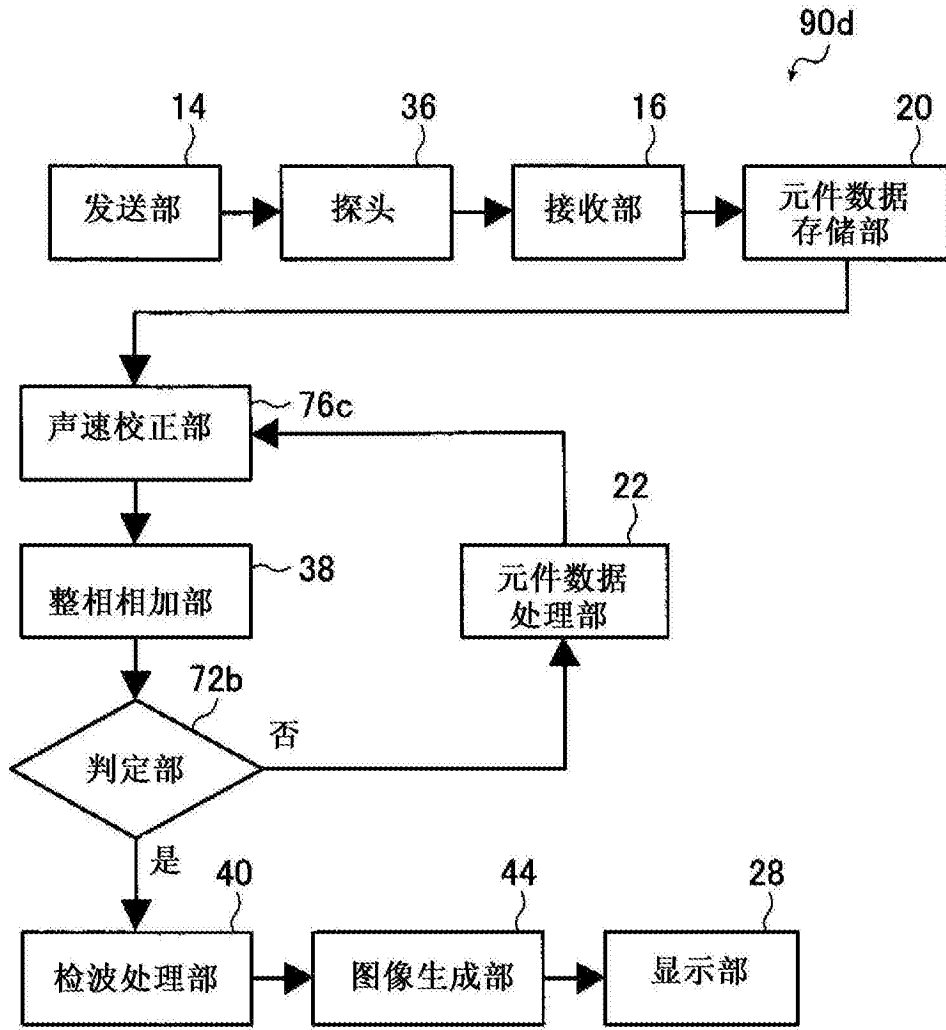 90d
14
36
16
20
发送部
探头
接收部
元件数据
存储部
76c
声速校正部
22
38
整相相加部
元件数据
处理部
72b
否
判定部
是
40
44
28
检波处理部
图像生成部
显示部